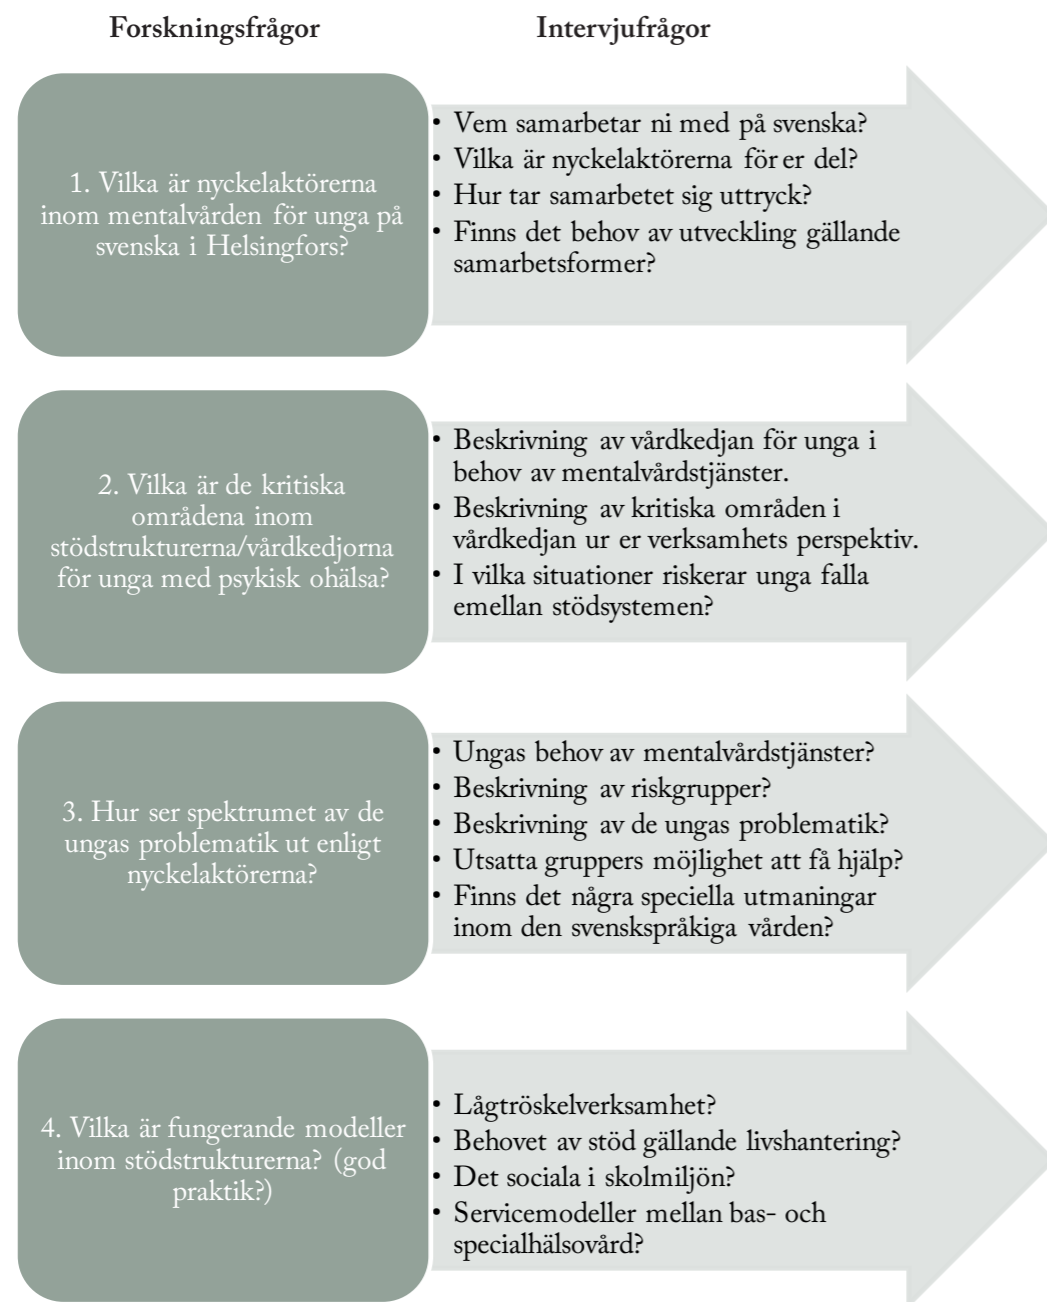 Forskningsfrågor
Intervjufrågor
1. Vilka är nyckelaktörerna
inom mentalvården för unga på
svenska i Helsingfors?
• Vem samarbetar ni med på svenska?
• Vilka är nyckelaktörerna för er del?
• Hur tar samarbetet sig uttryck?
• Finns det behov av utveckling gällande
samarbetsformer?
2. Vilka är de kritiska
områdena inom
stödstrukturerna/vårdkedjorna
för unga med psykisk ohälsa?
• Beskrivning av vårdkedjan för unga i
behov av mentalvårdstjänster.
• Beskrivning av kritiska områden i
vårdkedjan ur er verksamhets perspektiv.
• I vilka situationer riskerar unga falla
emellan stödsystemen?
3. Hur ser spektrumet av de
ungas problematik ut enligt
nyckelaktörerna?
• Ungas behov av mentalvårdstjänster?
• Beskrivning av riskgrupper?
• Beskrivning av de ungas problematik?
• Utsatta gruppers möjlighet att få hjälp?
• Finns det några speciella utmaningar
inom den svenskspråkiga vården?
4. Vilka är fungerande modeller
inom stödstrukturerna? (god
praktik?)
• Lågtröskelverksamhet?
• Behovet av stöd gällande livshantering?
• Det sociala i skolmiljön?
• Servicemodeller mellan bas- och
specialhälsovård?